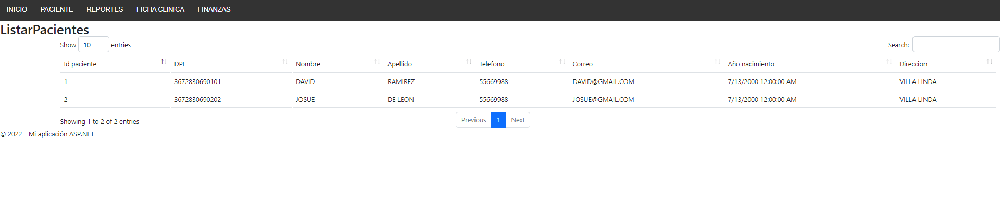 INICIO PACIENTE REPORTES FICHA CLINICA FINANZAS
ListarPacientes
Show 10 entries Search:
Id paciente DPI Nombre Apellido Telefono Correo Año nacimiento Direccion
1 3672830690101 DAVID RAMIREZ 55669988 DAVID@GMAIL.COM 7/13/2000 12:00:00 AM VILLA LINDA
2 3672830690202 JOSUE DE LEON 55669988 JOSUE@GMAIL.COM 7/13/2000 12:00:00 AM VILLA LINDA
Showing 1 to 2 of 2 entries Previous 1 Next
© 2022 - Mi aplicación ASP.NET